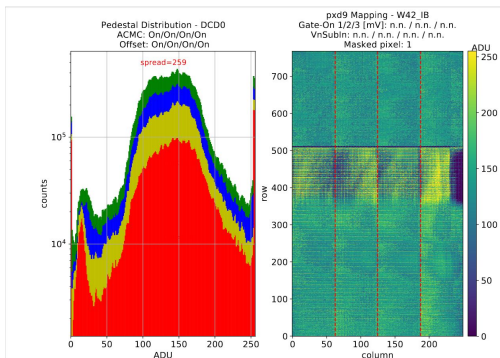 Pedestal Distribution - DCD0
ACMC: On/On/On/On
Offset: On/On/On/On
spread=259
counts
10^5
10^4
0
50
100
150
200
250
ADU
pxd9 Mapping - W42_IB
Gate-On 1/2/3 [mV]: n.n. / n.n. / n.n.
VnSubIn: n.n. / n.n. / n.n.
Masked pixel: 1
row
700
600
500
400
300
200
100
0
0
50
100
150
200
column
ADU
250
200
150
100
50
0